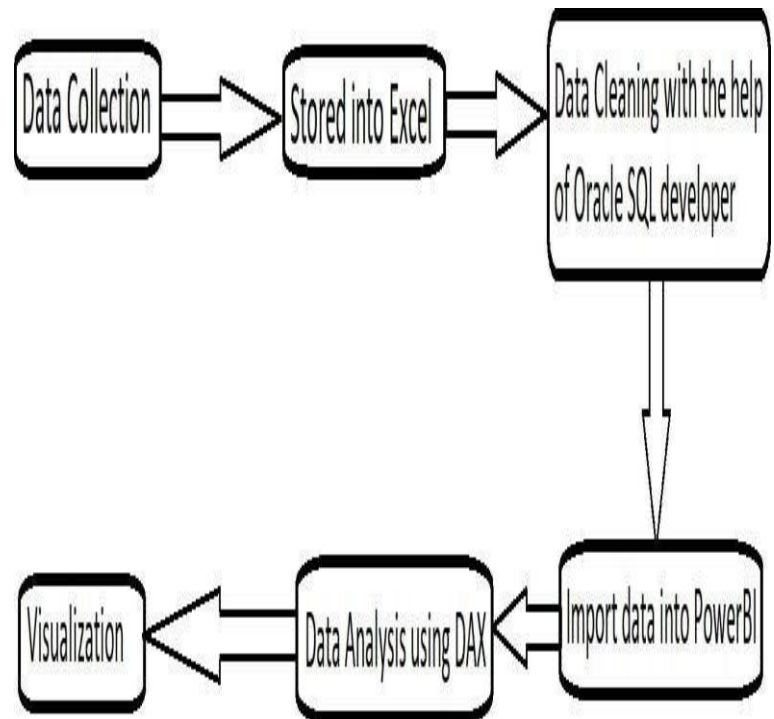 Data Collection
Stored into Excel
Data Cleaning with the help
of Oracle SQL developer
Import data into PowerBI
Data Analysis using DAX
Visualization